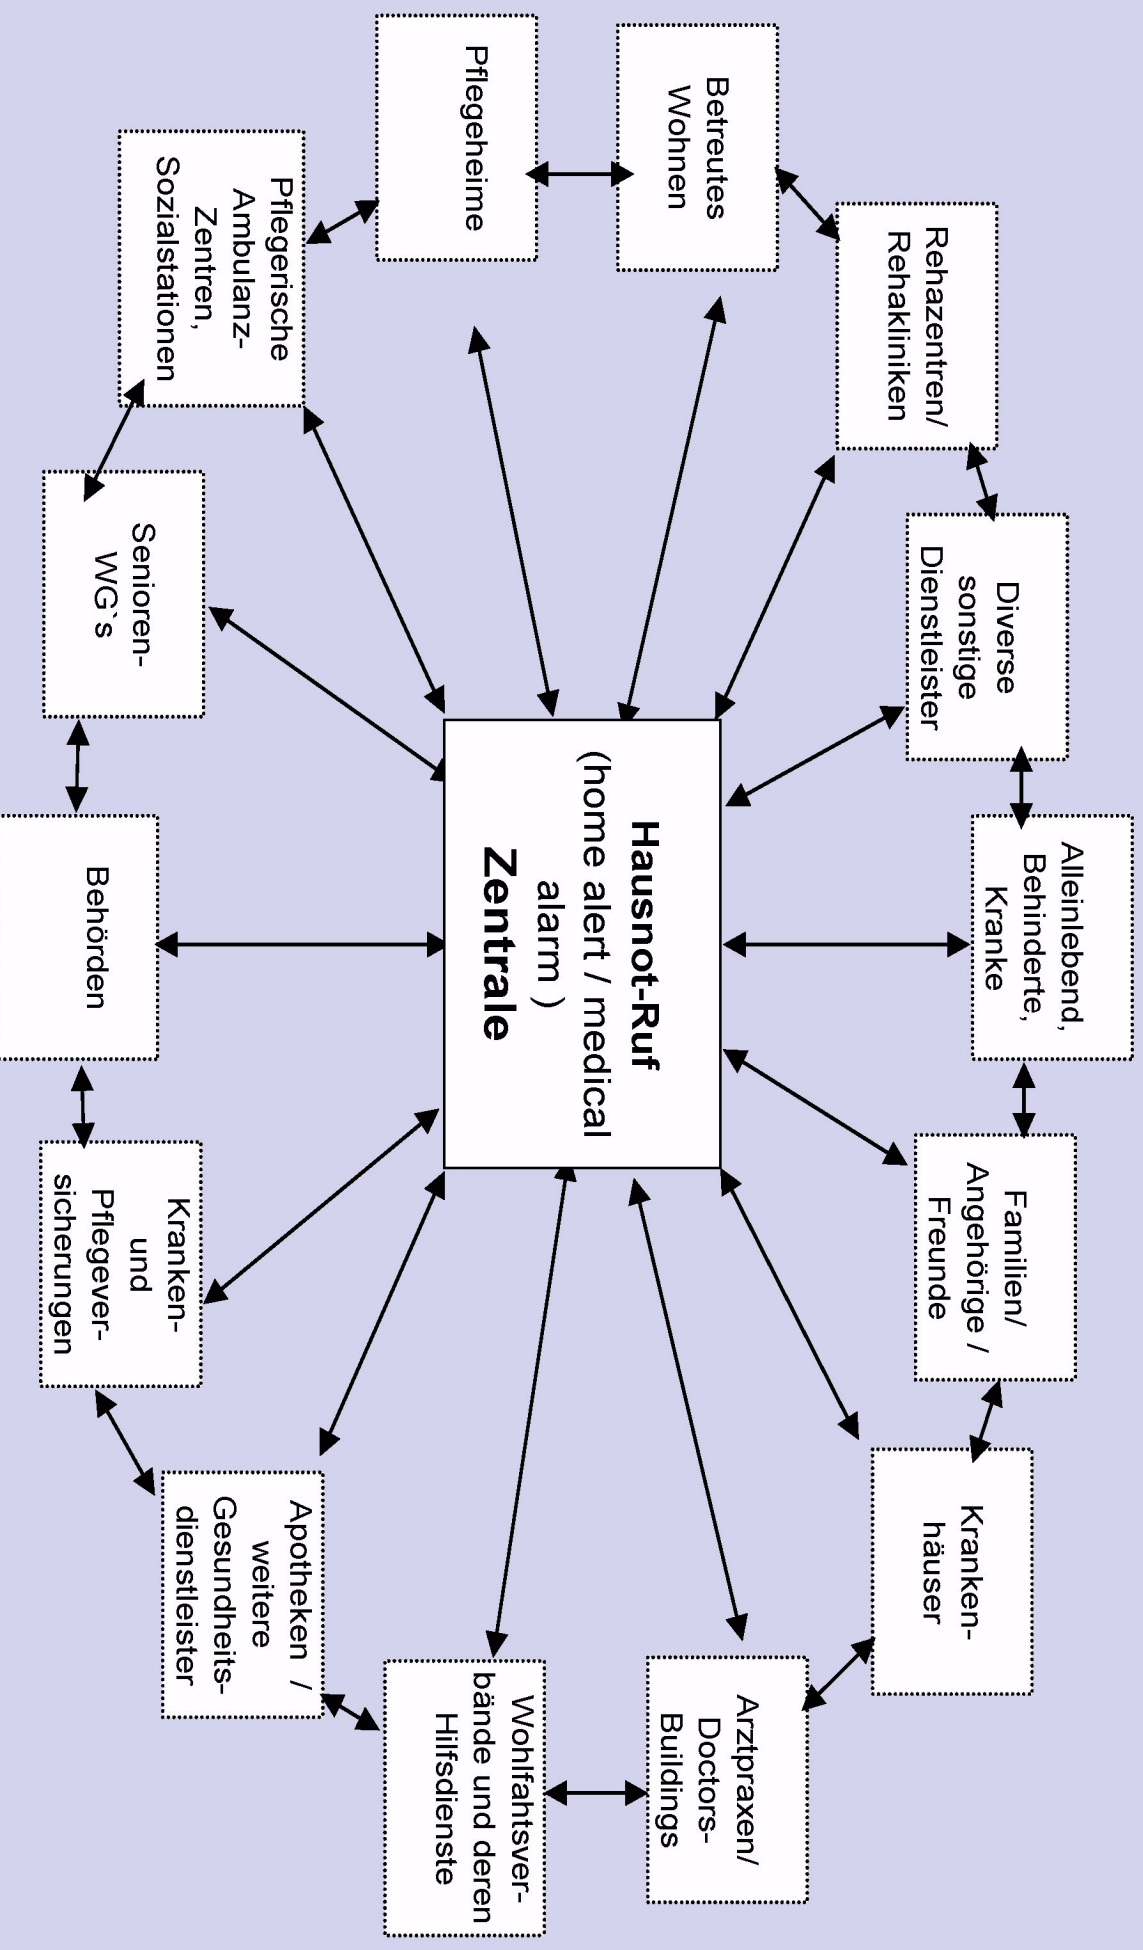 Alleinlebend,
Behinderte,
Kranke
Familien/
Angehörige /
Freunde
Kranken-
häuser
Arztpraxen/
Doctors-
Buildings
Wohlfahtsver-
bände und deren
Hilfsdienste
Apotheken /
weitere
Gesundheits-
dienstleister
Kranken-
und
Pflegever-
sicherungen
Behörden
Senioren-
WG`s
Pflegerische
Ambulanz-
Zentren,
Sozialstationen
Pflegeheime
Betreutes
Wohnen
Rehazentren/
Rehakliniken
Diverse
sonstige
Dienstleister
Hausnot-Ruf
(home alert / medical
alarm )
Zentrale